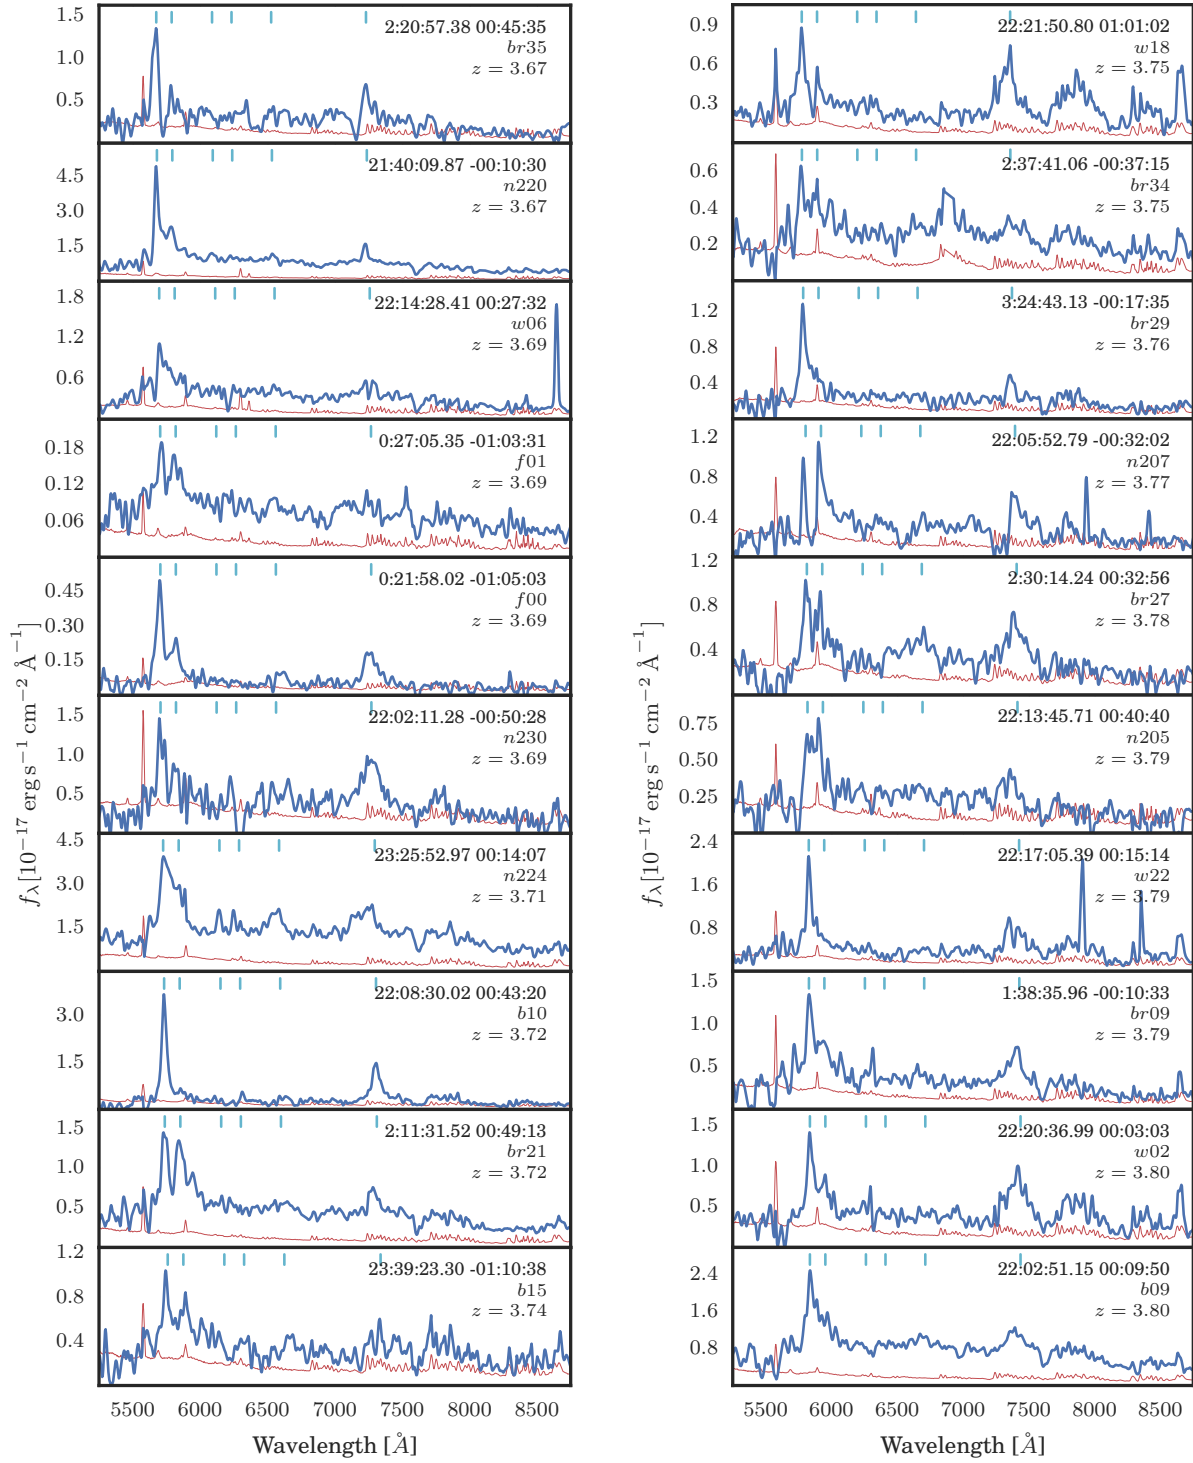 1.5
1.0
0.5
2:20:57.38 00:45:35
br35
z = 3.67
4.5
3.0
1.5
21:40:09.87 -00:10:30
n220
z = 3.67
1.8
1.2
0.6
22:14:28.41 00:27:32
w06
z = 3.69
0.18
0.12
0.06
0:27:05.35 -01:03:31
f01
z = 3.69
0.45
0.30
0.15
0:21:58.02 -01:05:03
f00
z = 3.69
1.5
1.0
0.5
22:02:11.28 -00:50:28
n230
z = 3.69
4.5
3.0
1.5
23:25:52.97 00:14:07
n224
z = 3.71
3.0
1.5
22:08:30.02 00:43:20
b10
z = 3.72
1.5
1.0
0.5
2:11:31.52 00:49:13
br21
z = 3.72
1.2
0.8
0.4
23:39:23.30 -01:10:38
b15
z = 3.74
5500 6000 6500 7000 7500 8000 8500
Wavelength [Å]
fλ[10⁻¹⁷ erg s⁻¹ cm⁻² Å⁻¹]
0.9
0.6
0.3
22:21:50.80 01:01:02
w18
z = 3.75
0.6
0.4
0.2
2:37:41.06 -00:37:15
br34
z = 3.75
1.2
0.8
0.4
3:24:43.13 -00:17:35
br29
z = 3.76
1.2
0.8
0.4
22:05:52.79 -00:32:02
n207
z = 3.77
1.2
0.8
0.4
2:30:14.24 00:32:56
br27
z = 3.78
0.75
0.50
0.25
22:13:45.71 00:40:40
n205
z = 3.79
2.4
1.6
0.8
22:17:05.39 00:15:14
w22
z = 3.79
1.5
1.0
0.5
1:38:35.96 -00:10:33
br09
z = 3.79
1.5
1.0
0.5
22:20:36.99 00:03:03
w02
z = 3.80
2.4
1.6
0.8
22:02:51.15 00:09:50
b09
z = 3.80
5500 6000 6500 7000 7500 8000 8500
Wavelength [Å]
fλ[10⁻¹⁷ erg s⁻¹ cm⁻² Å⁻¹]